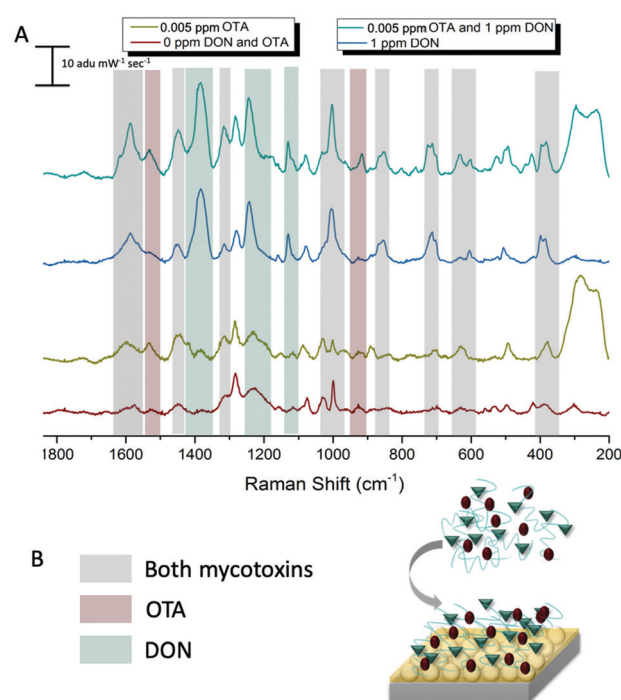 A
0.005 ppm OTA
0 ppm DON and OTA
0.005 ppm OTA and 1 ppm DON
1 ppm DON
10 adu mW⁻¹ sec⁻¹
1800 1600 1400 1200 1000 800 600 400 200
Raman Shift (cm⁻¹)
B
Both mycotoxins
OTA
DON